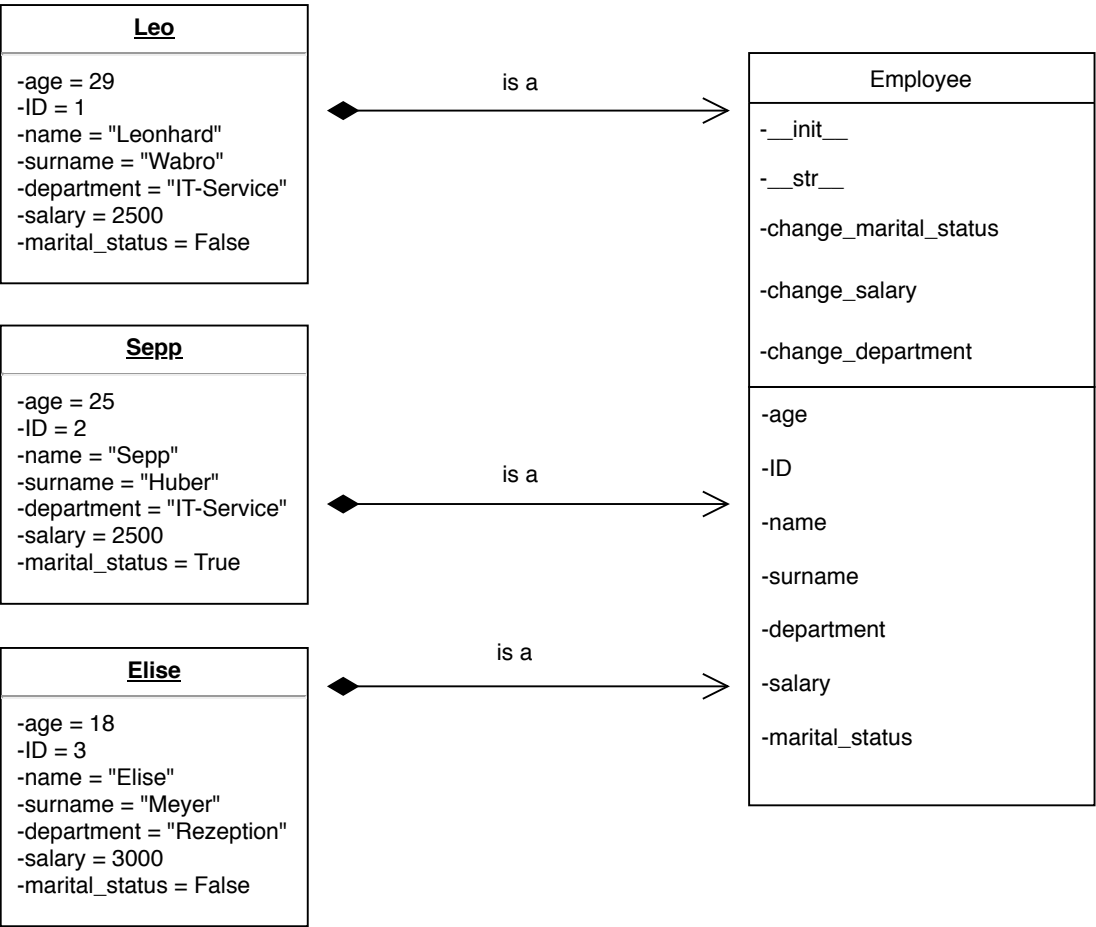 Leo
-age = 29
-ID = 1
-name = "Leonhard"
-surname = "Wabro"
-department = "IT-Service"
-salary = 2500
-marital_status = False
is a
Sepp
-age = 25
-ID = 2
-name = "Sepp"
-surname = "Huber"
-department = "IT-Service"
-salary = 2500
-marital_status = True
is a
Elise
-age = 18
-ID = 3
-name = "Elise"
-surname = "Meyer"
-department = "Rezeption"
-salary = 3000
-marital_status = False
is a
Employee
-__init__
-__str__
-change_marital_status
-change_salary
-change_department
-age
-ID
-name
-surname
-department
-salary
-marital_status